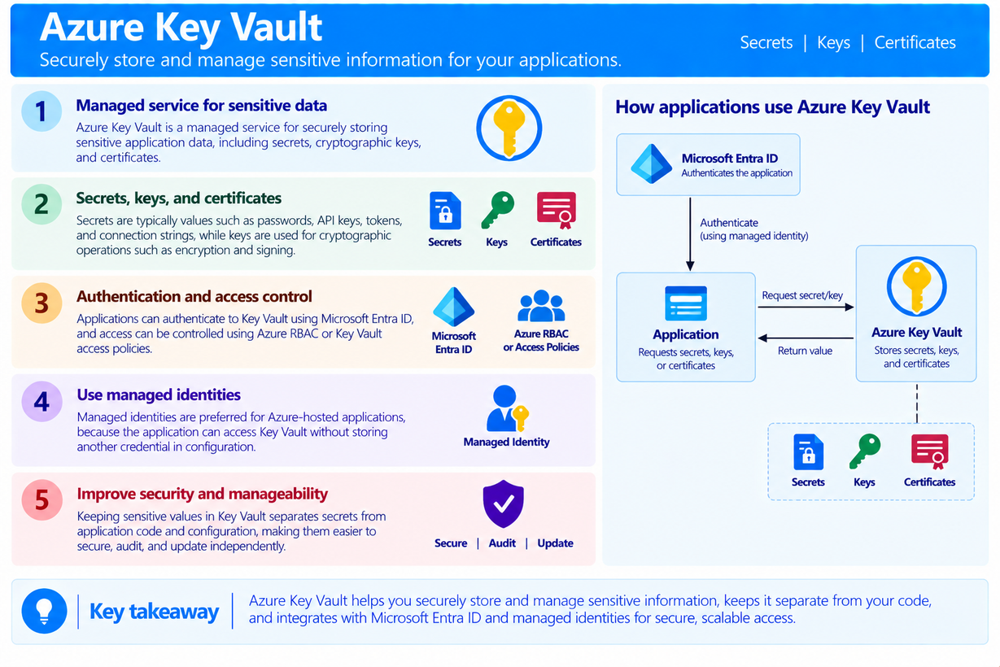 Azure Key Vault
Securely store and manage sensitive information for your applications.
Secrets | Keys | Certificates
1
Managed service for sensitive data
Azure Key Vault is a managed service for securely storing
sensitive application data, including secrets, cryptographic keys,
and certificates.
2
Secrets, keys, and certificates
Secrets are typically values such as passwords, API keys, tokens,
and connection strings, while keys are used for cryptographic
operations such as encryption and signing.
Secrets
Keys
Certificates
3
Authentication and access control
Applications can authenticate to Key Vault using Microsoft Entra ID,
and access can be controlled using Azure RBAC or Key Vault
access policies.
Microsoft
Entra ID
Azure RBAC
or Access Policies
4
Use managed identities
Managed identities are preferred for Azure-hosted applications,
because the application can access Key Vault without storing
another credential in configuration.
Managed Identity
5
Improve security and manageability
Keeping sensitive values in Key Vault separates secrets from
application code and configuration, making them easier to
secure, audit, and update independently.
Secure | Audit | Update
How applications use Azure Key Vault
Microsoft Entra ID
Authenticates the application
Authenticate
(using managed identity)
Application
Requests secrets, keys,
or certificates
Request secret/key
Return value
Azure Key Vault
Stores secrets, keys,
and certificates
Secrets
Keys
Certificates
Key takeaway
Azure Key Vault helps you securely store and manage sensitive information, keeps it separate from your code,
and integrates with Microsoft Entra ID and managed identities for secure, scalable access.